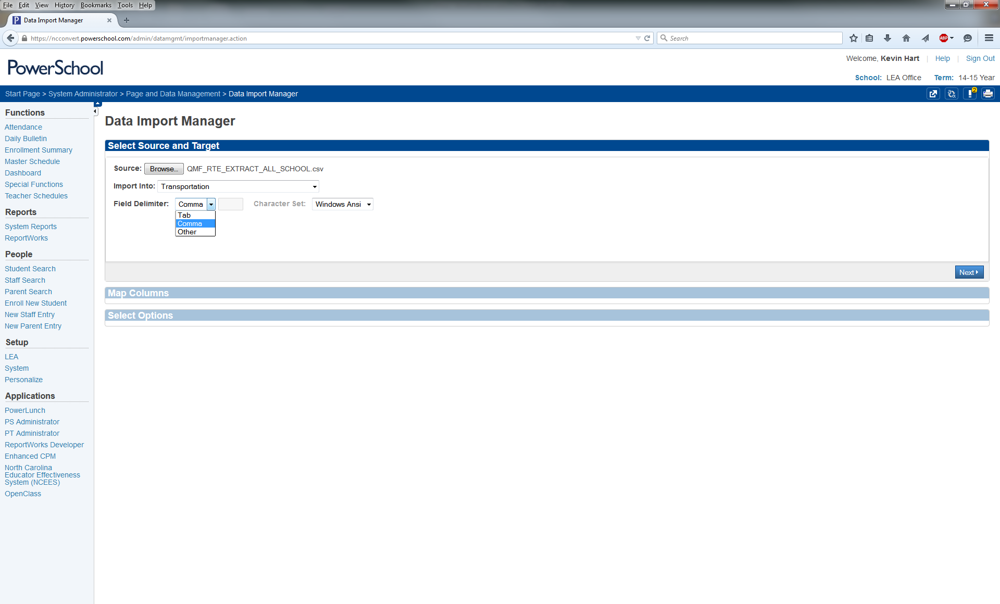 File Edit View History Bookmarks Tools Help
Data Import Manager
https://ncconvert.powerschool.com/admin/datamgmt/importmanager.action
Search
ABP
PowerSchool
Welcome, Kevin Hart | Help | Sign Out
School: LEA Office Term: 14-15 Year
Start Page > System Administrator > Page and Data Management > Data Import Manager
2
Functions
Attendance
Daily Bulletin
Enrollment Summary
Master Schedule
Dashboard
Special Functions
Teacher Schedules
Reports
System Reports
ReportWorks
People
Student Search
Staff Search
Parent Search
Enroll New Student
New Staff Entry
New Parent Entry
Setup
LEA
System
Personalize
Applications
PowerLunch
PS Administrator
PT Administrator
ReportWorks Developer
Enhanced CPM
North Carolina
Educator Effectiveness
System (NCEES)
OpenClass
Data Import Manager
Select Source and Target
Source: Browse... QMF_RTE_EXTRACT_ALL_SCHOOL.csv
Import Into: Transportation
Field Delimiter: Comma Character Set: Windows Ansi
Tab
Comma
Other
Next
Map Columns
Select Options